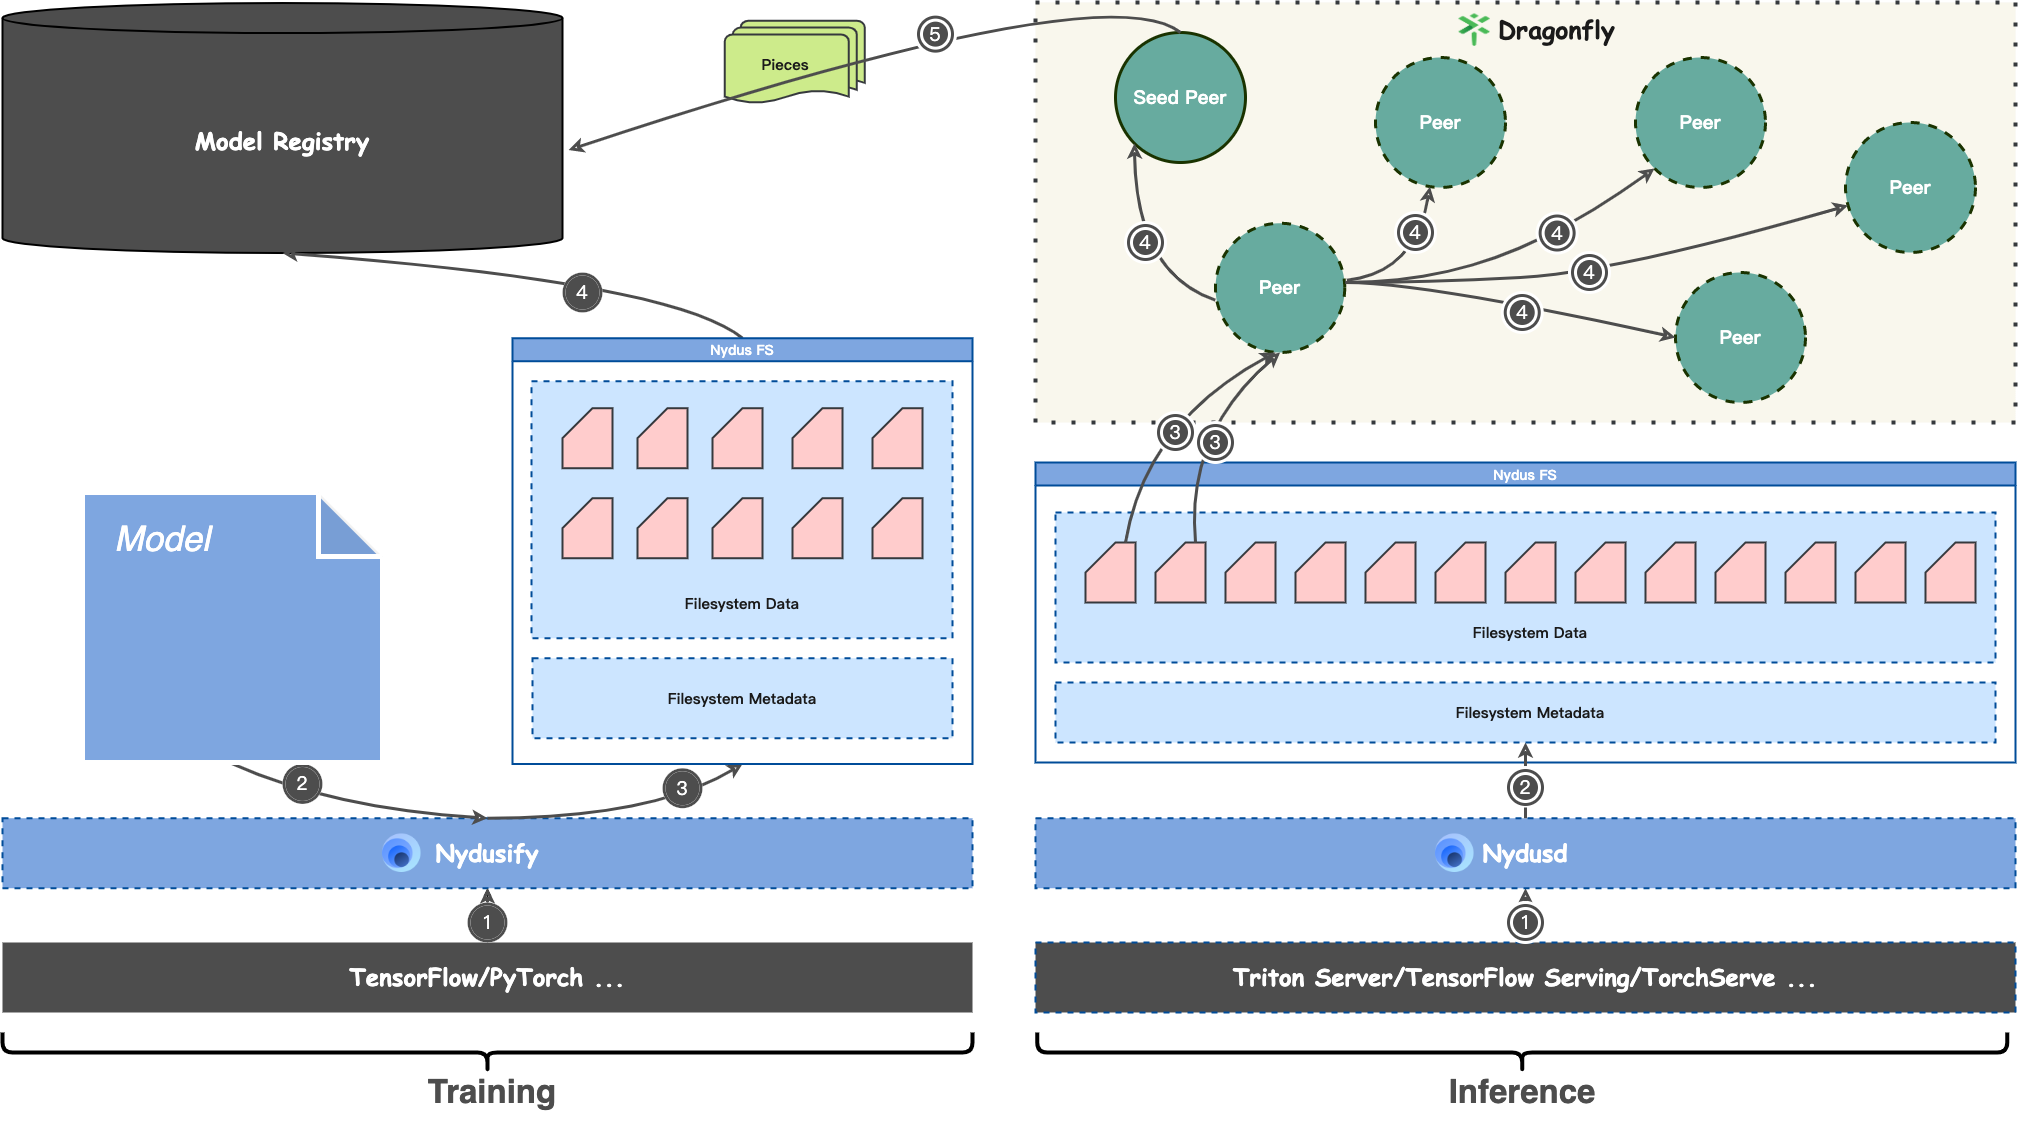 Model Registry
Pieces
5
Dragonfly
Seed Peer
Peer
Peer
Peer
4
4
4
4
4
Peer
Peer
4
Nydus FS
Filesystem Data
Filesystem Metadata
Model
2
3
Nydusify
1
TensorFlow/PyTorch ...
Training
3
3
Nydus FS
Filesystem Data
Filesystem Metadata
2
Nydusd
1
Triton Server/TensorFlow Serving/TorchServe ...
Inference